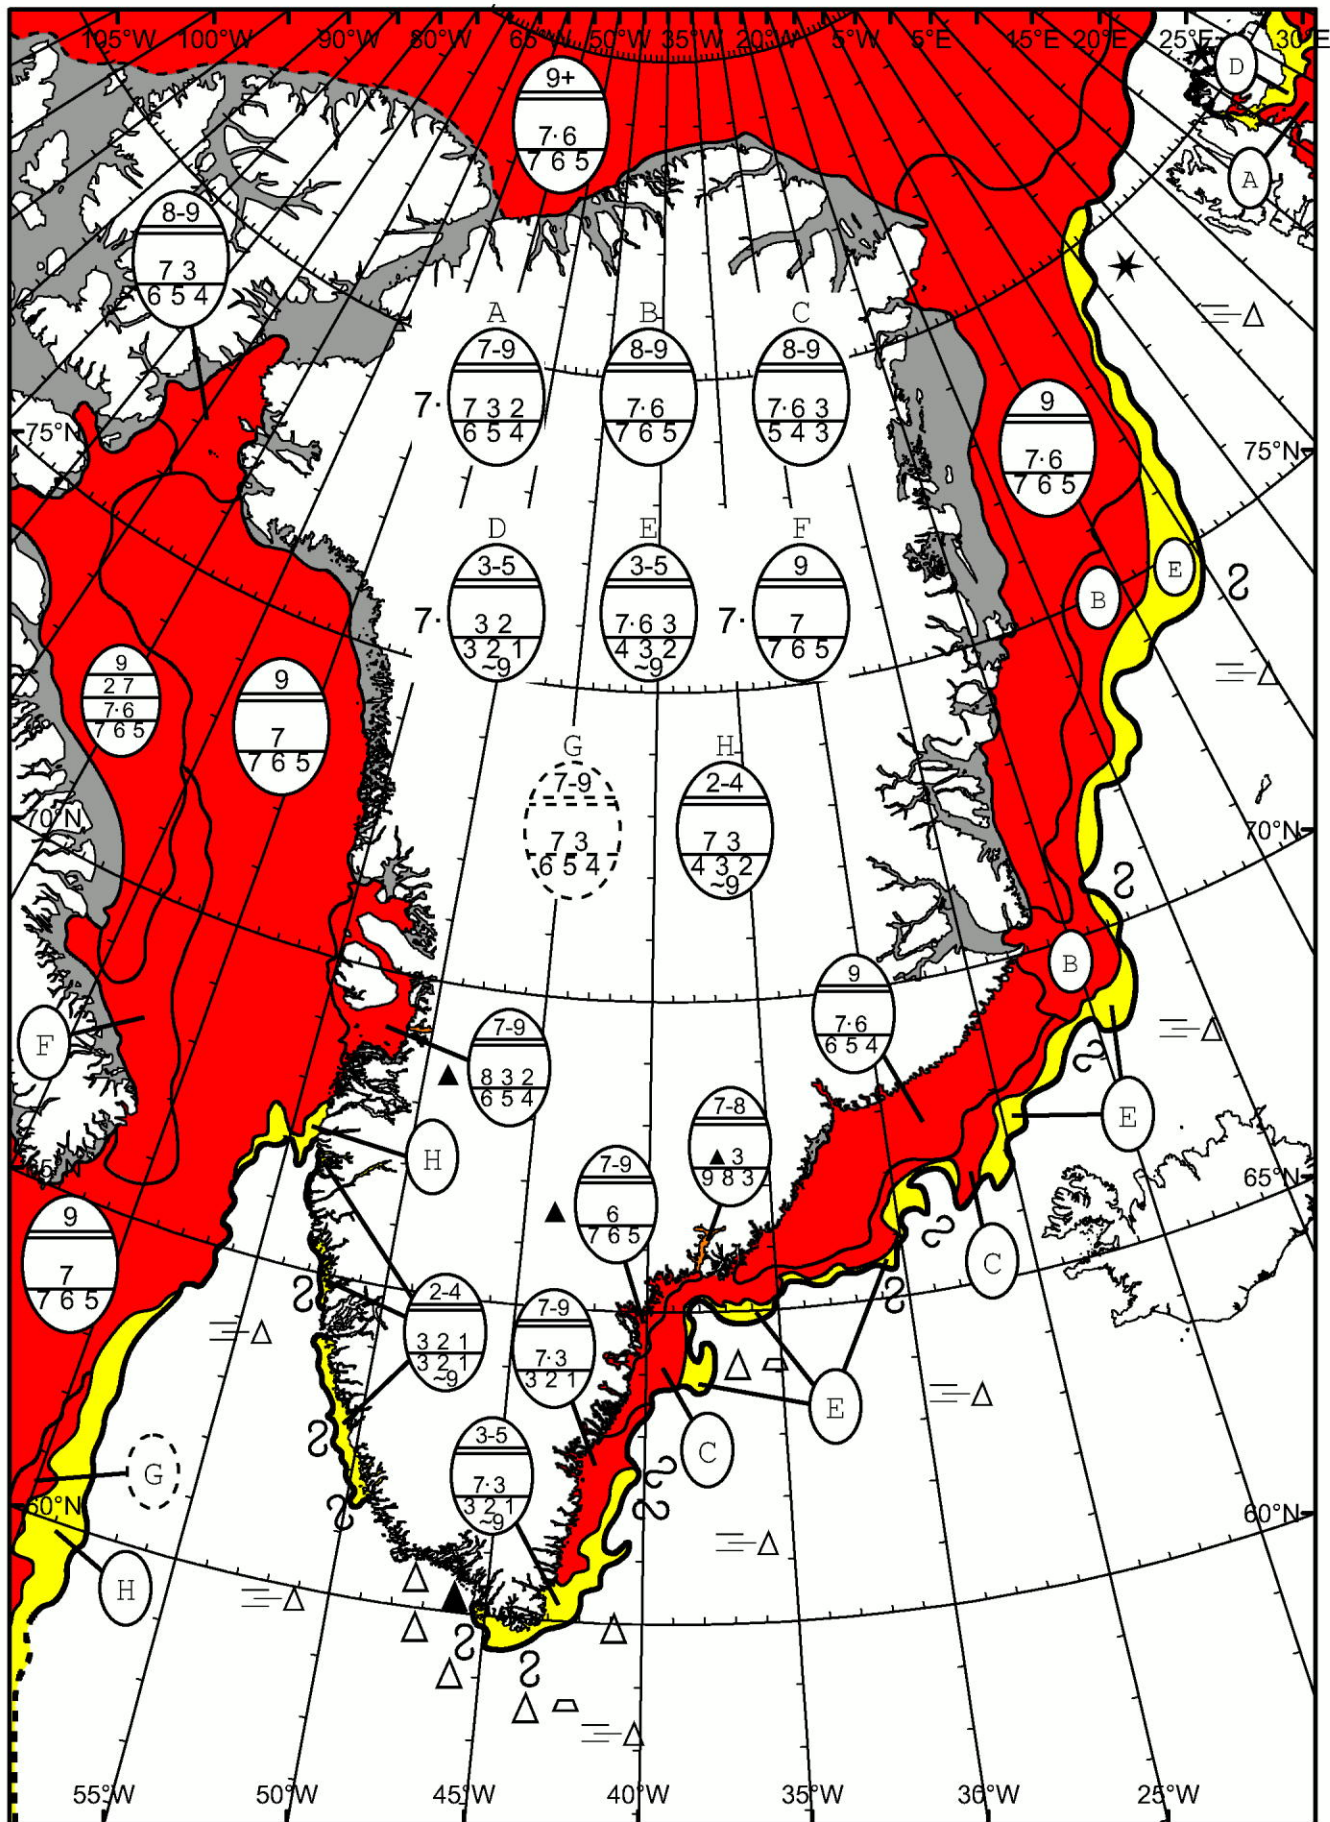 105°W 100°W 90°W 80°W 65°W 50°W 35°W 20°W 5°W 5°E 15°E 20°E 25°E 30°E
D
9+
7·6
7 6 5
A
8-9
7 3
6 5 4
A B C
7-9 8-9 8-9
7· 7 3 2 7·6 7·6 3
6 5 4 7 6 5 5 4 3
9
7·6
7 6 5
75°N 75°N
D E F
3-5 3-5 9
7· 3 2 7·6 3 7· 7
3 2 1 4 3 2 7 6 5
~9 ~9
B E
9
2 7
7·6
7 6 5
9
7
7 6 5
G H
7-9 2-4
7 3 7 3
6 5 4 4 3 2
~9
70°N 70°N
B
9
7·6
6 5 4
F
7-9
8 3 2
6 5 4
E
7-8
3
9 8 3
H
65°N 65°N
7-9
6
7 6 5
9
7
7 6 5
C
2-4
3 2 1
3 2 1
~9
7-9
7·3
3 2 1
E
C
3-5
7·3
3 2 1
~9
G
60°N 60°N
H
55°W 50°W 45°W 40°W 35°W 30°W 25°W